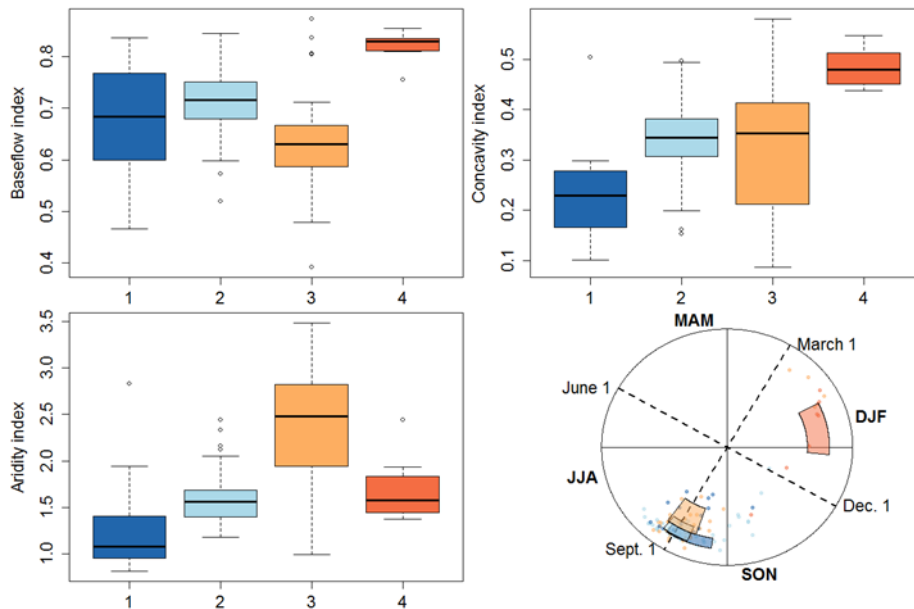 Baseflow index
0.8
0.7
0.6
0.5
0.4
1 2 3 4
Concavity index
0.5
0.4
0.3
0.2
0.1
1 2 3 4
Aridity index
3.5
3.0
2.5
2.0
1.5
1.0
1 2 3 4
MAM
March 1
June 1
DJF
JJA
Dec. 1
Sept. 1
SON